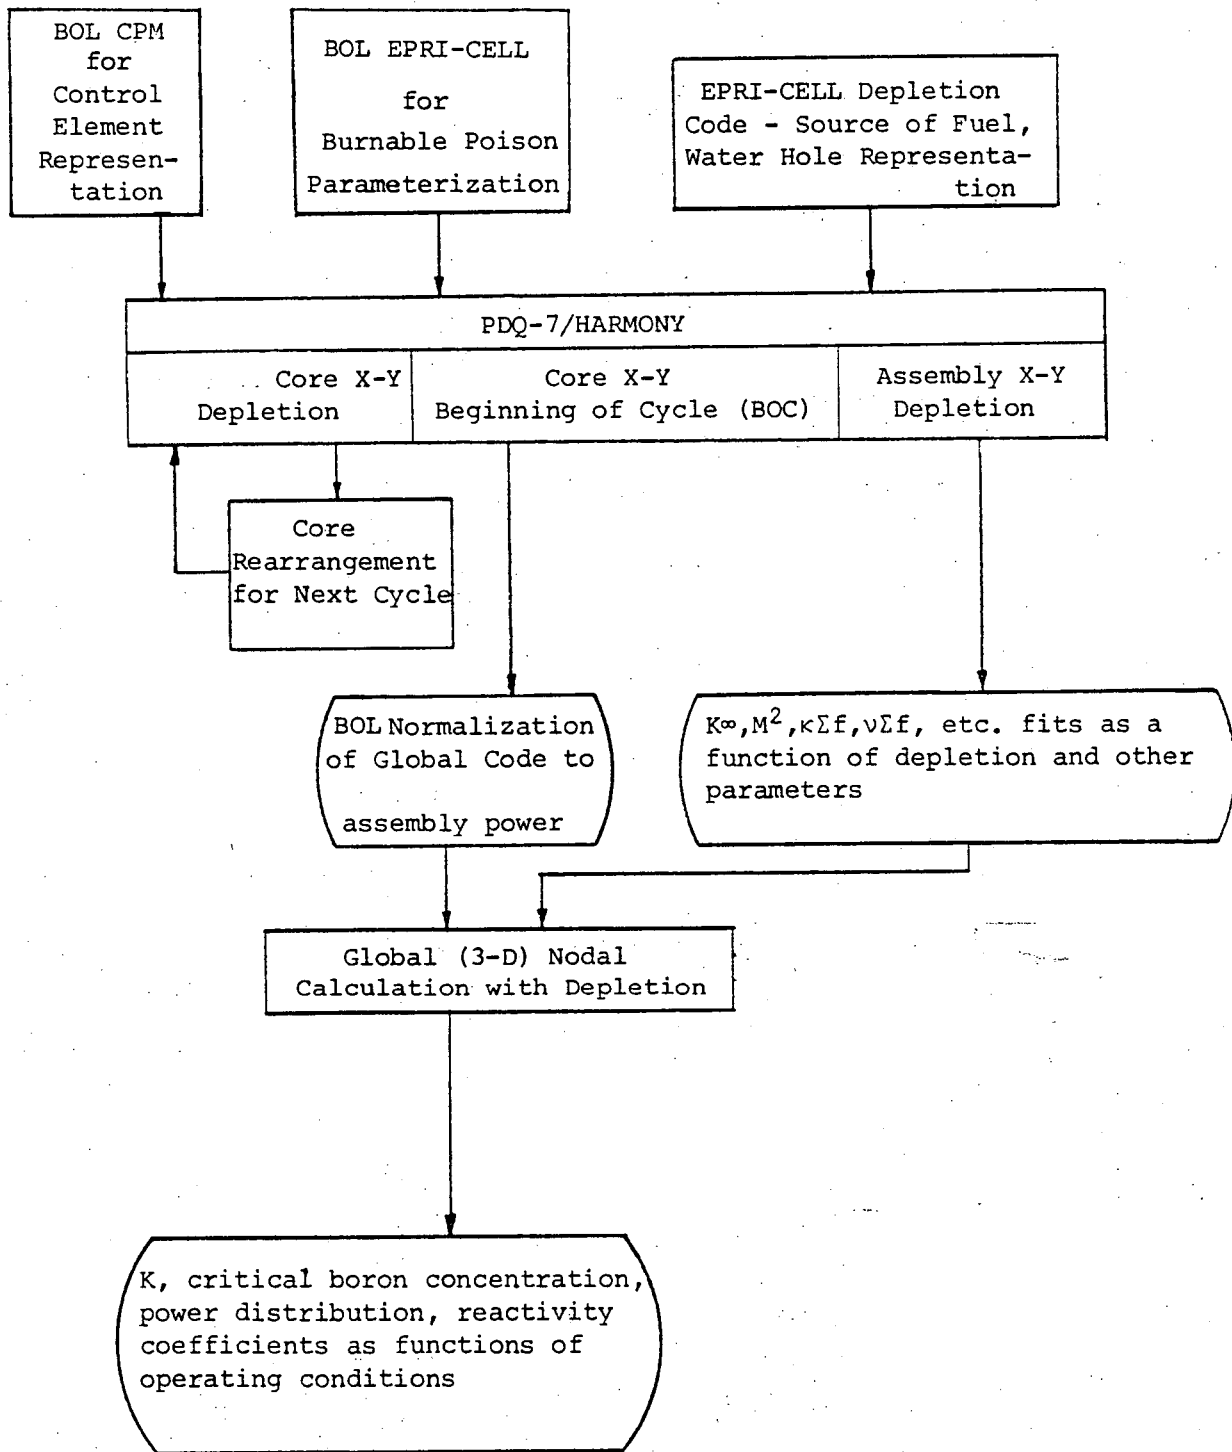 BOL CPM
for
Control
Element
Represen-
tation
BOL EPRI-CELL
for
Burnable Poison
Parameterization
EPRI-CELL Depletion
Code - Source of Fuel,
Water Hole Representa-
tion
PDQ-7/HARMONY
Core X-Y
Depletion
Core X-Y
Beginning of Cycle (BOC)
Assembly X-Y
Depletion
Core
Rearrangement
for Next Cycle
BOL Normalization
of Global Code to
assembly power
K∞,M²,κΣf,νΣf, etc. fits as a
function of depletion and other
parameters
Global (3-D) Nodal
Calculation with Depletion
K, critical boron concentration,
power distribution, reactivity
coefficients as functions of
operating conditions